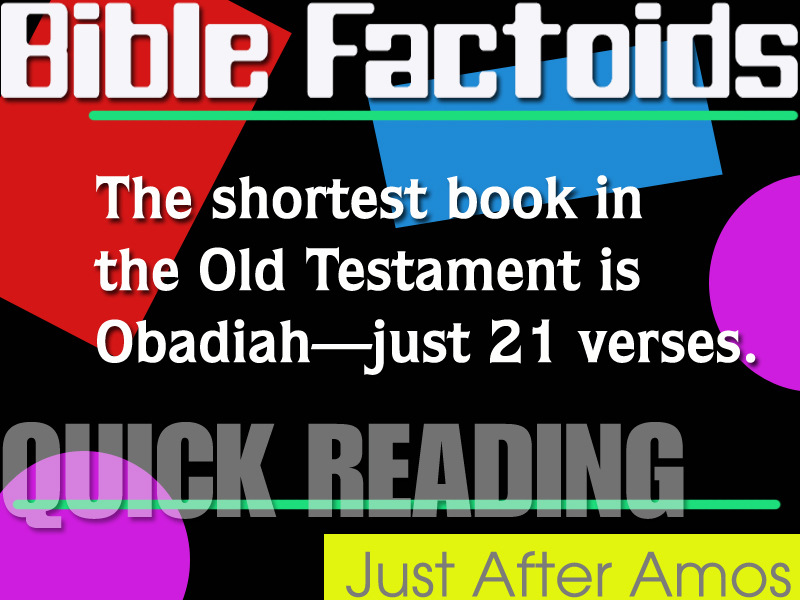 Bible Factoids
The shortest book in
the Old Testament is
Obadiah—just 21 verses.
QUICK READING
Just After Amos